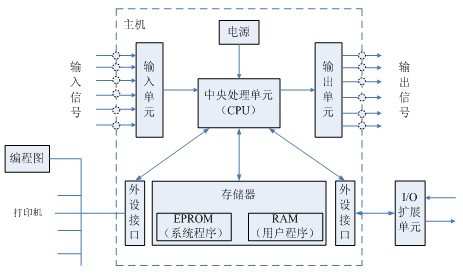 主机
电源
输入信号
输入单元
中央处理单元
（CPU）
输出单元
输出信号
编程图
打印机
外设接口
存储器
EPROM
（系统程序）
RAM
（用户程序）
外设接口
I/O
扩展
单元